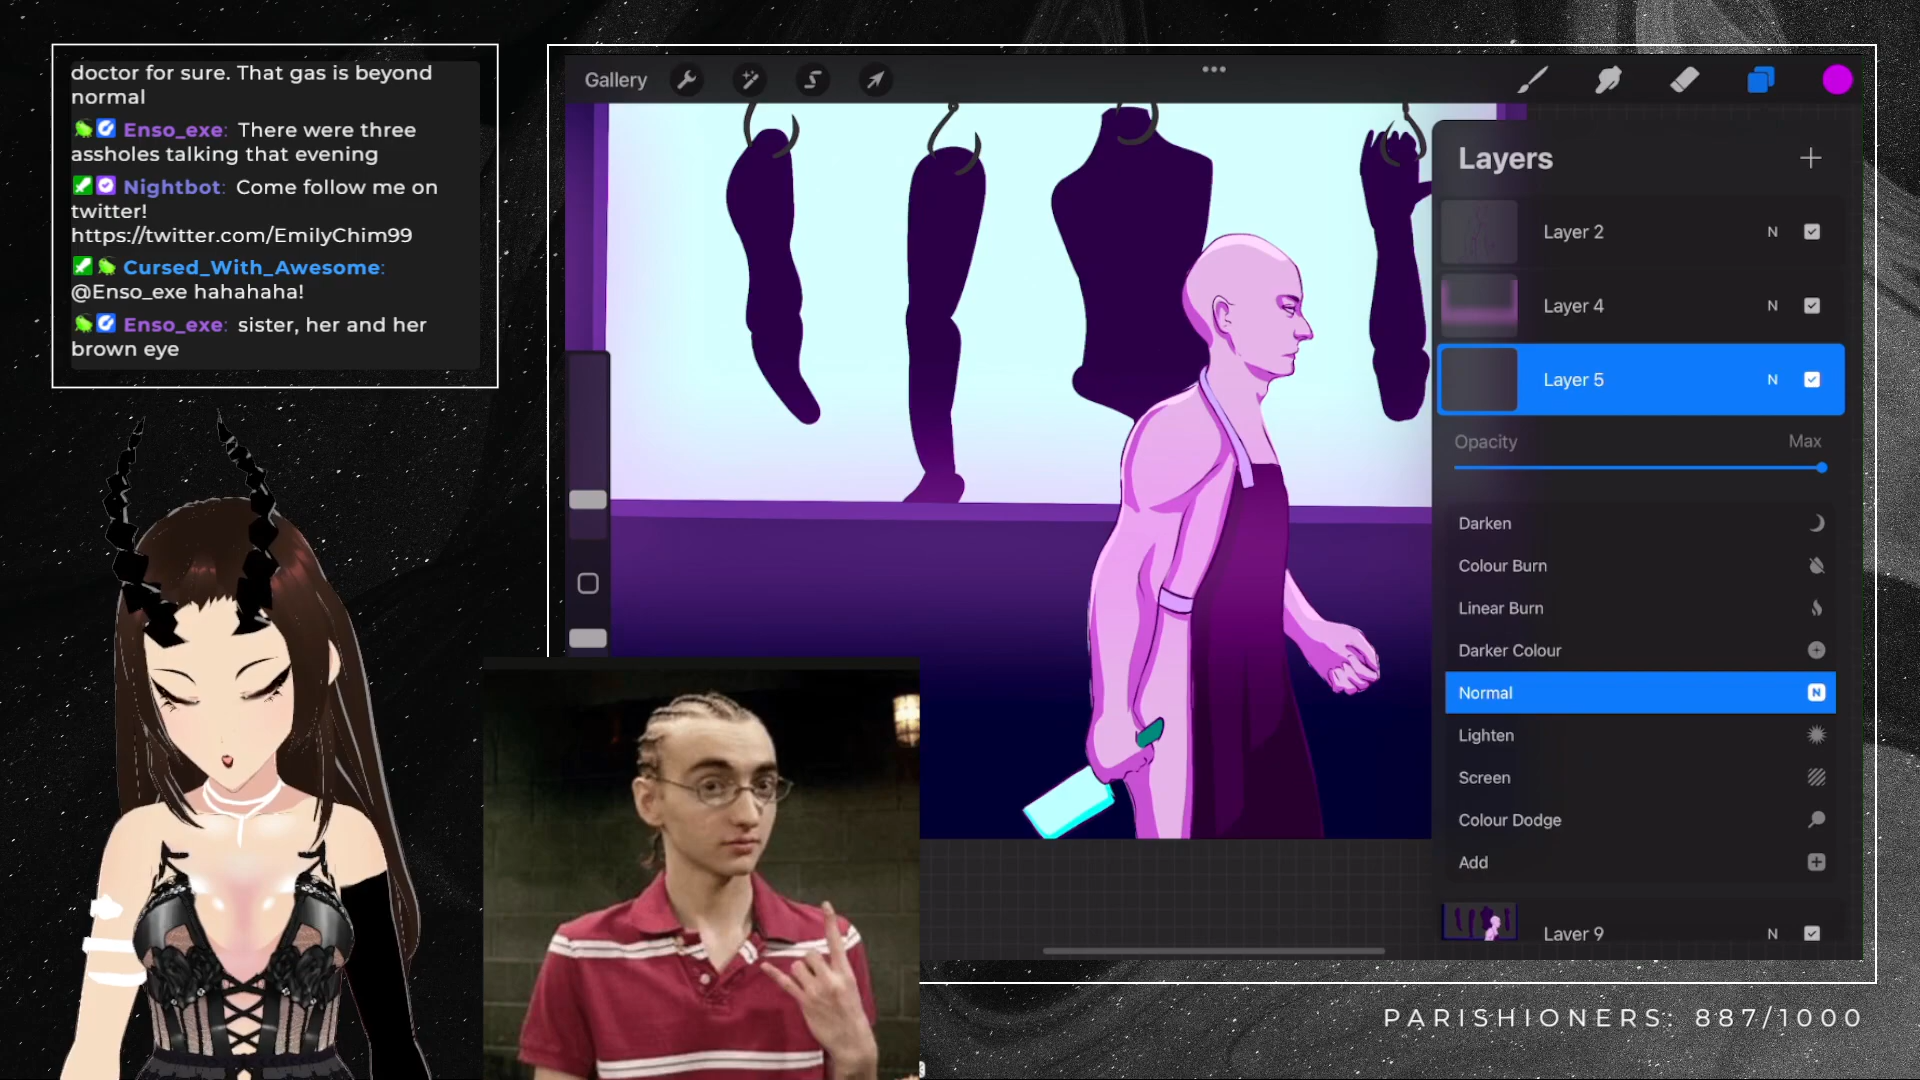 doctor for sure. That gas is beyond
normal
Enso_exe: There were three
assholes talking that evening
Nightbot: Come follow me on
twitter!
https://twitter.com/EmilyChim99
Cursed_With_Awesome:
@Enso_exe hahahaha!
Enso_exe: sister, her and her
brown eye
Gallery
Layers
Layer 2 N
Layer 4 N
Layer 5 N
Opacity Max
Darken
Colour Burn
Linear Burn
Darker Colour
Normal N
Lighten
Screen
Colour Dodge
Add
Layer 9 N
PARISHIONERS: 887/1000